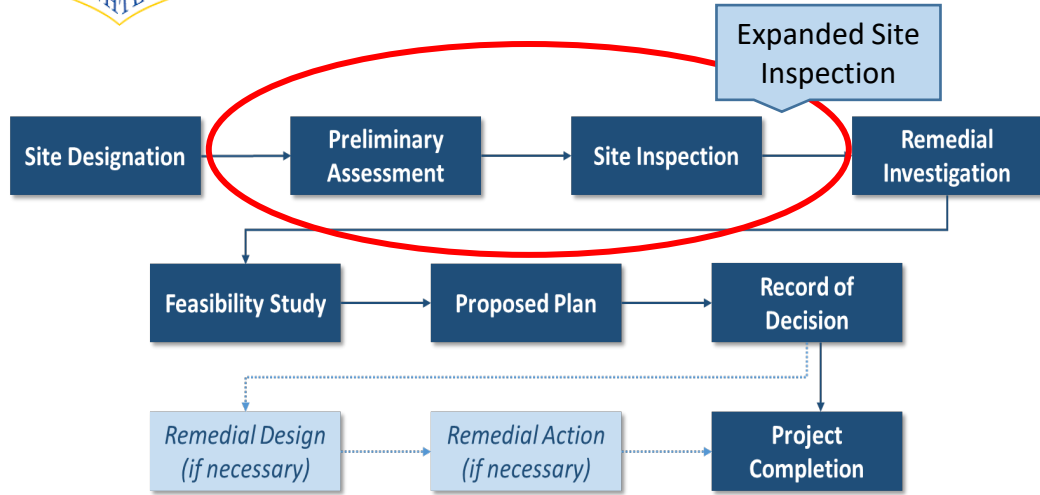 Expanded Site
Inspection
Site Designation
Preliminary
Assessment
Site Inspection
Remedial
Investigation
Feasibility Study
Proposed Plan
Record of
Decision
Remedial Design
(if necessary)
Remedial Action
(if necessary)
Project
Completion